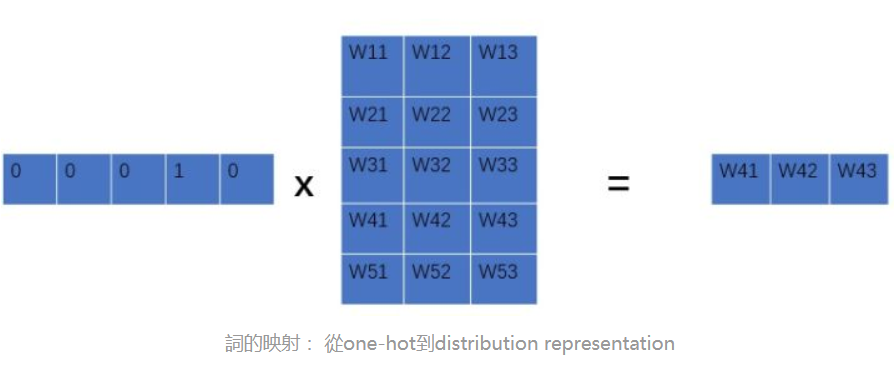 W11 W12 W13
W21 W22 W23
0 0 0 1 0 x W31 W32 W33 = W41 W42 W43
W41 W42 W43
W51 W52 W53
詞的映射： 從one-hot到distribution representation